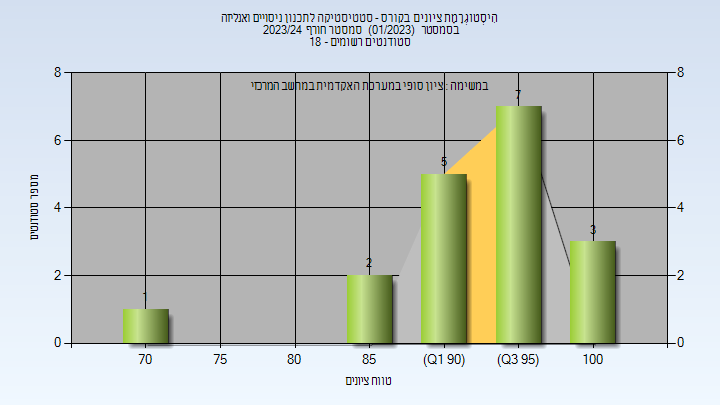 הִיסְטוֹגְרַמַת ציונים בקורס - סטטיסטיקה לתכנון ניסויים ואנליזה
בסמסטר (01/2023) סמסטר חורף 2023/24
סטודנטים רשומים - 18
במשימה : ציון סופי במערכת האקדמית במחשב המרכזי
מספר סטודנטים
8 8
6 6
4 4
2 2
0 0
1 2 5 7 3
70 75 80 85 (Q1 90) (Q3 95) 100
טווח ציונים